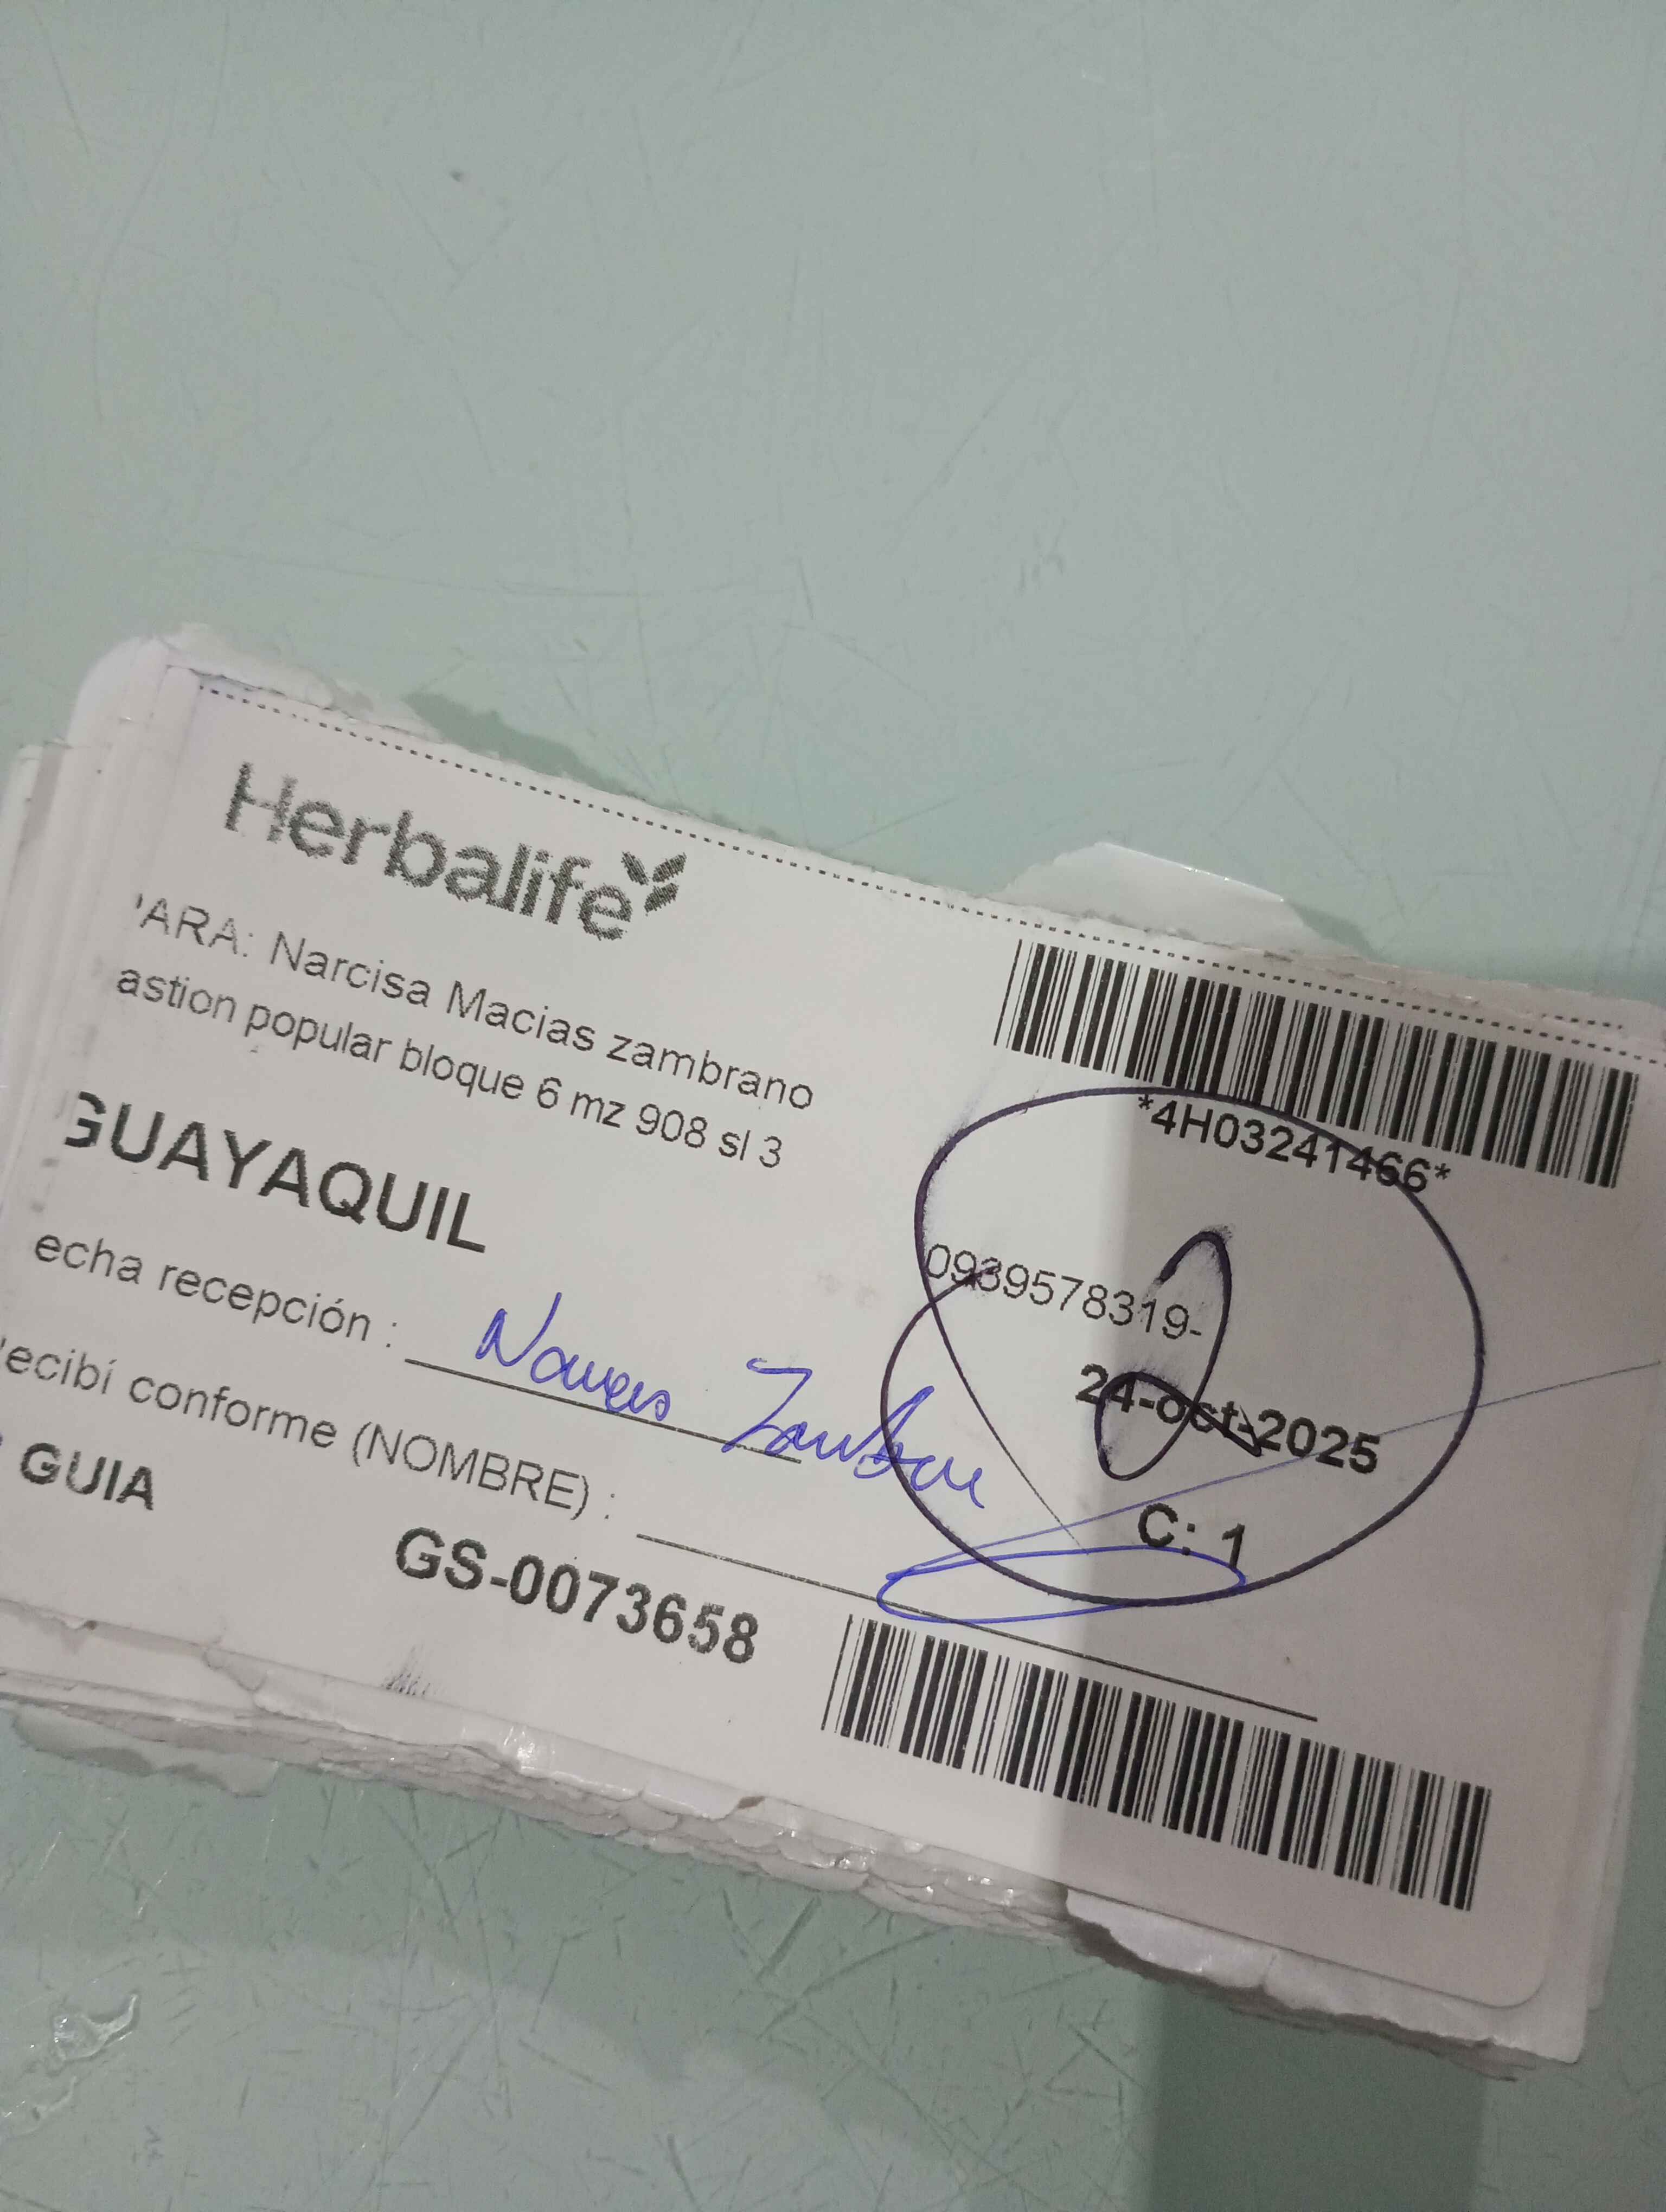 Herbalife
'ARA: Narcisa Macias zambrano
astion popular bloque 6 mz 908 sl 3
*4H03241466*
GUAYAQUIL
0939578319-
24-oct-2025
echa recepción :
C: 1
ecibí conforme (NOMBRE) :
GUIA
GS-0073658